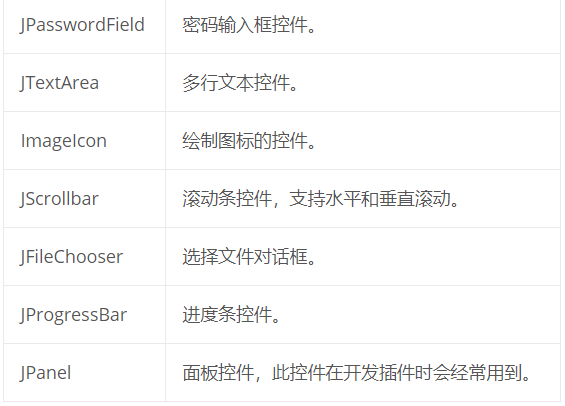 JPasswordField 密码输入框控件。
JTextArea 多行文本控件。
ImageIcon 绘制图标的控件。
JScrollbar 滚动条控件，支持水平和垂直滚动。
JFileChooser 选择文件对话框。
JProgressBar 进度条控件。
JPanel 面板控件，此控件在开发插件时会经常用到。